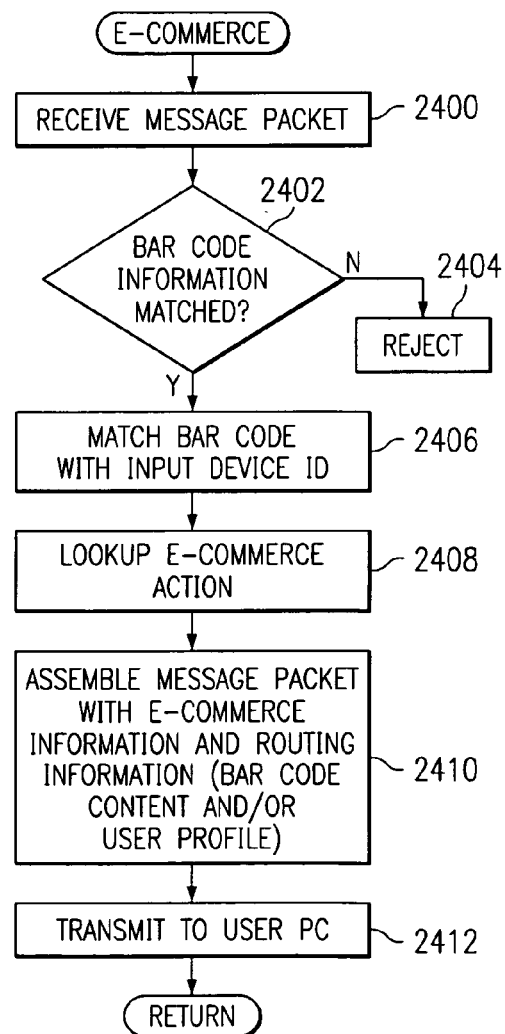 E-COMMERCE
RECEIVE MESSAGE PACKET
2400
2402
BAR CODE
INFORMATION
MATCHED?
N
2404
REJECT
Y
MATCH BAR CODE
WITH INPUT DEVICE ID
2406
LOOKUP E-COMMERCE
ACTION
2408
ASSEMBLE MESSAGE PACKET
WITH E-COMMERCE
INFORMATION AND ROUTING
INFORMATION (BAR CODE
CONTENT AND/OR
USER PROFILE)
2410
TRANSMIT TO USER PC
2412
RETURN